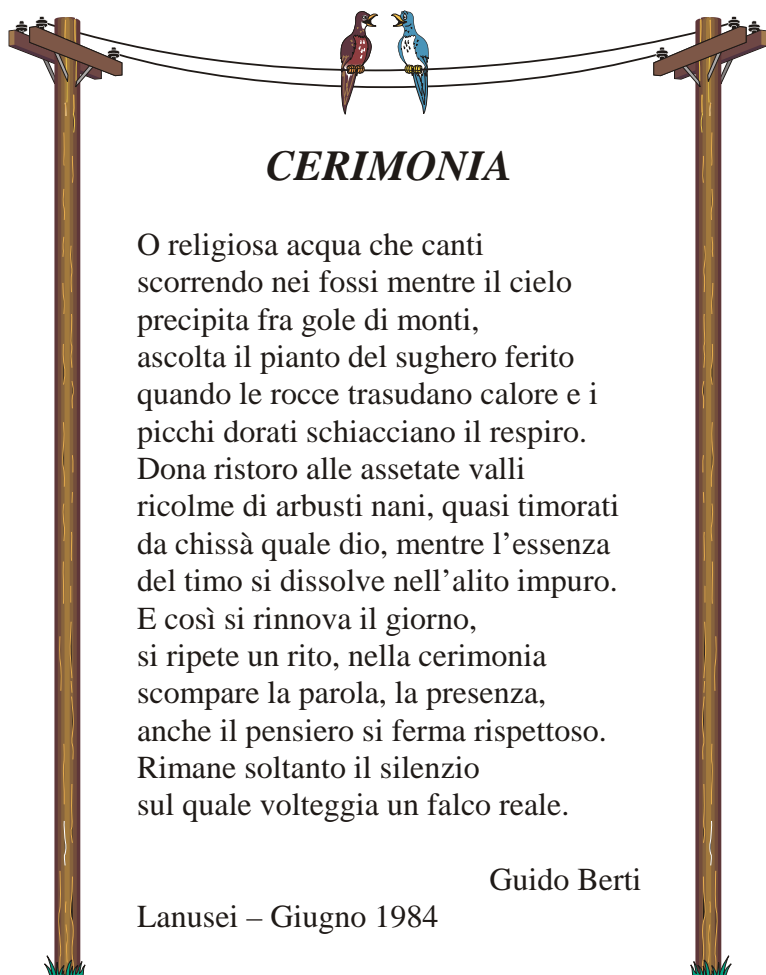 CERIMONIA
O religiosa acqua che canti
scorrendo nei fossi mentre il cielo
precipita fra gole di monti,
ascolta il pianto del sughero ferito
quando le rocce trasudano calore e i
picchi dorati schiacciano il respiro.
Dona ristoro alle assetate valli
ricolme di arbusti nani, quasi timorati
da chissà quale dio, mentre l’essenza
del timo si dissolve nell’alito impuro.
E così si rinnova il giorno,
si ripete un rito, nella cerimonia
scompare la parola, la presenza,
anche il pensiero si ferma rispettoso.
Rimane soltanto il silenzio
sul quale volteggia un falco reale.
Guido Berti
Lanusei – Giugno 1984